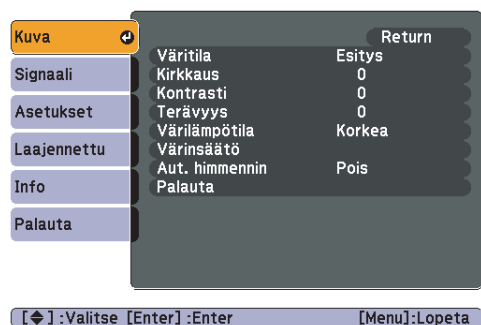 Kuva
Signaali
Asetukset
Laajennettu
Info
Palauta
Return
Väritila Esitys
Kirkkaus 0
Kontrasti 0
Terävyys 0
Värilämpötila Korkea
Värinsäätö
Aut. himmennin Pois
Palauta
[◆] :Valitse [Enter] :Enter [Menu]:Lopeta